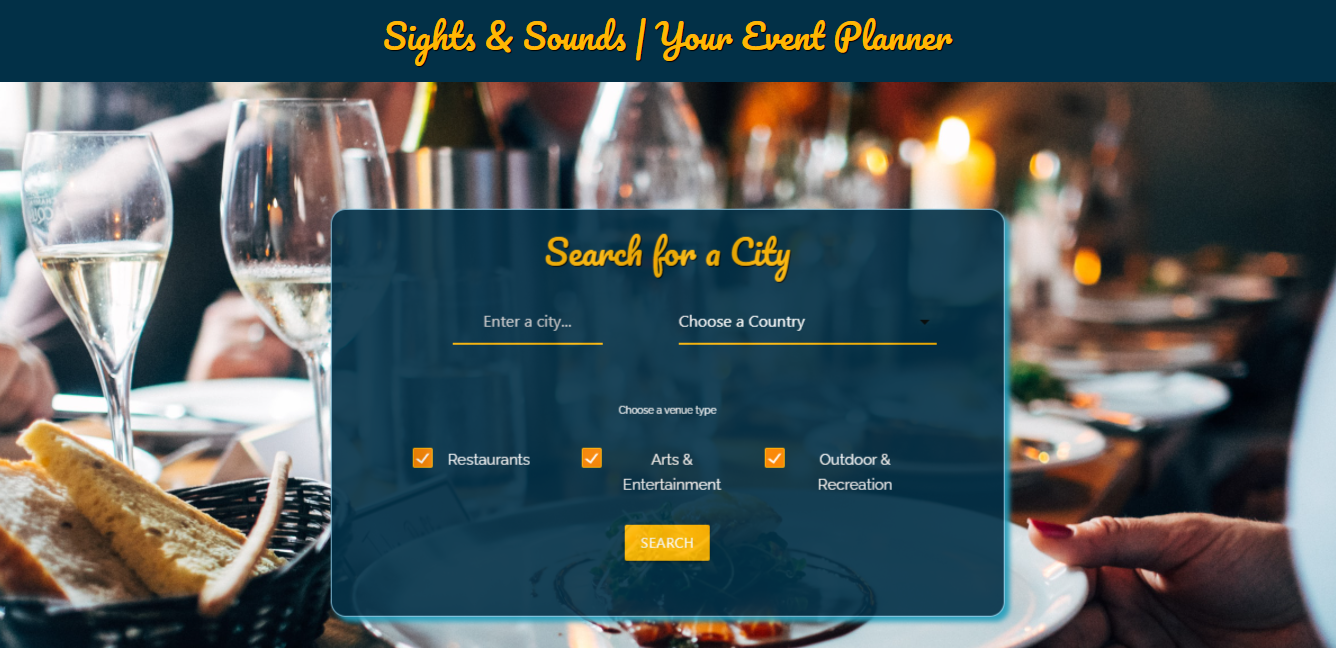 Sights & Sounds | Your Event Planner
Search for a City
Enter a city...
Choose a Country
Choose a venue type
Restaurants
Arts &
Entertainment
Outdoor &
Recreation
SEARCH